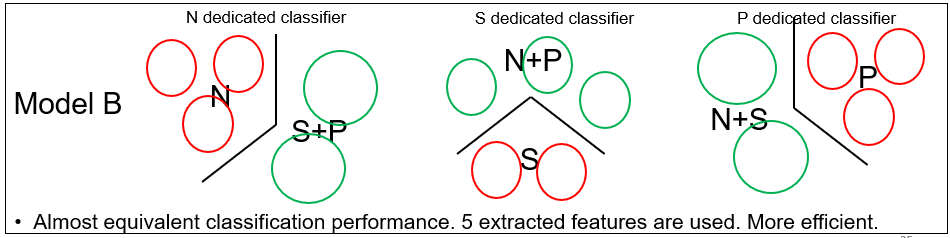 N dedicated classifier
S dedicated classifier
P dedicated classifier
Model B
N
S+P
N+P
S
N+S
P
• Almost equivalent classification performance. 5 extracted features are used. More efficient.